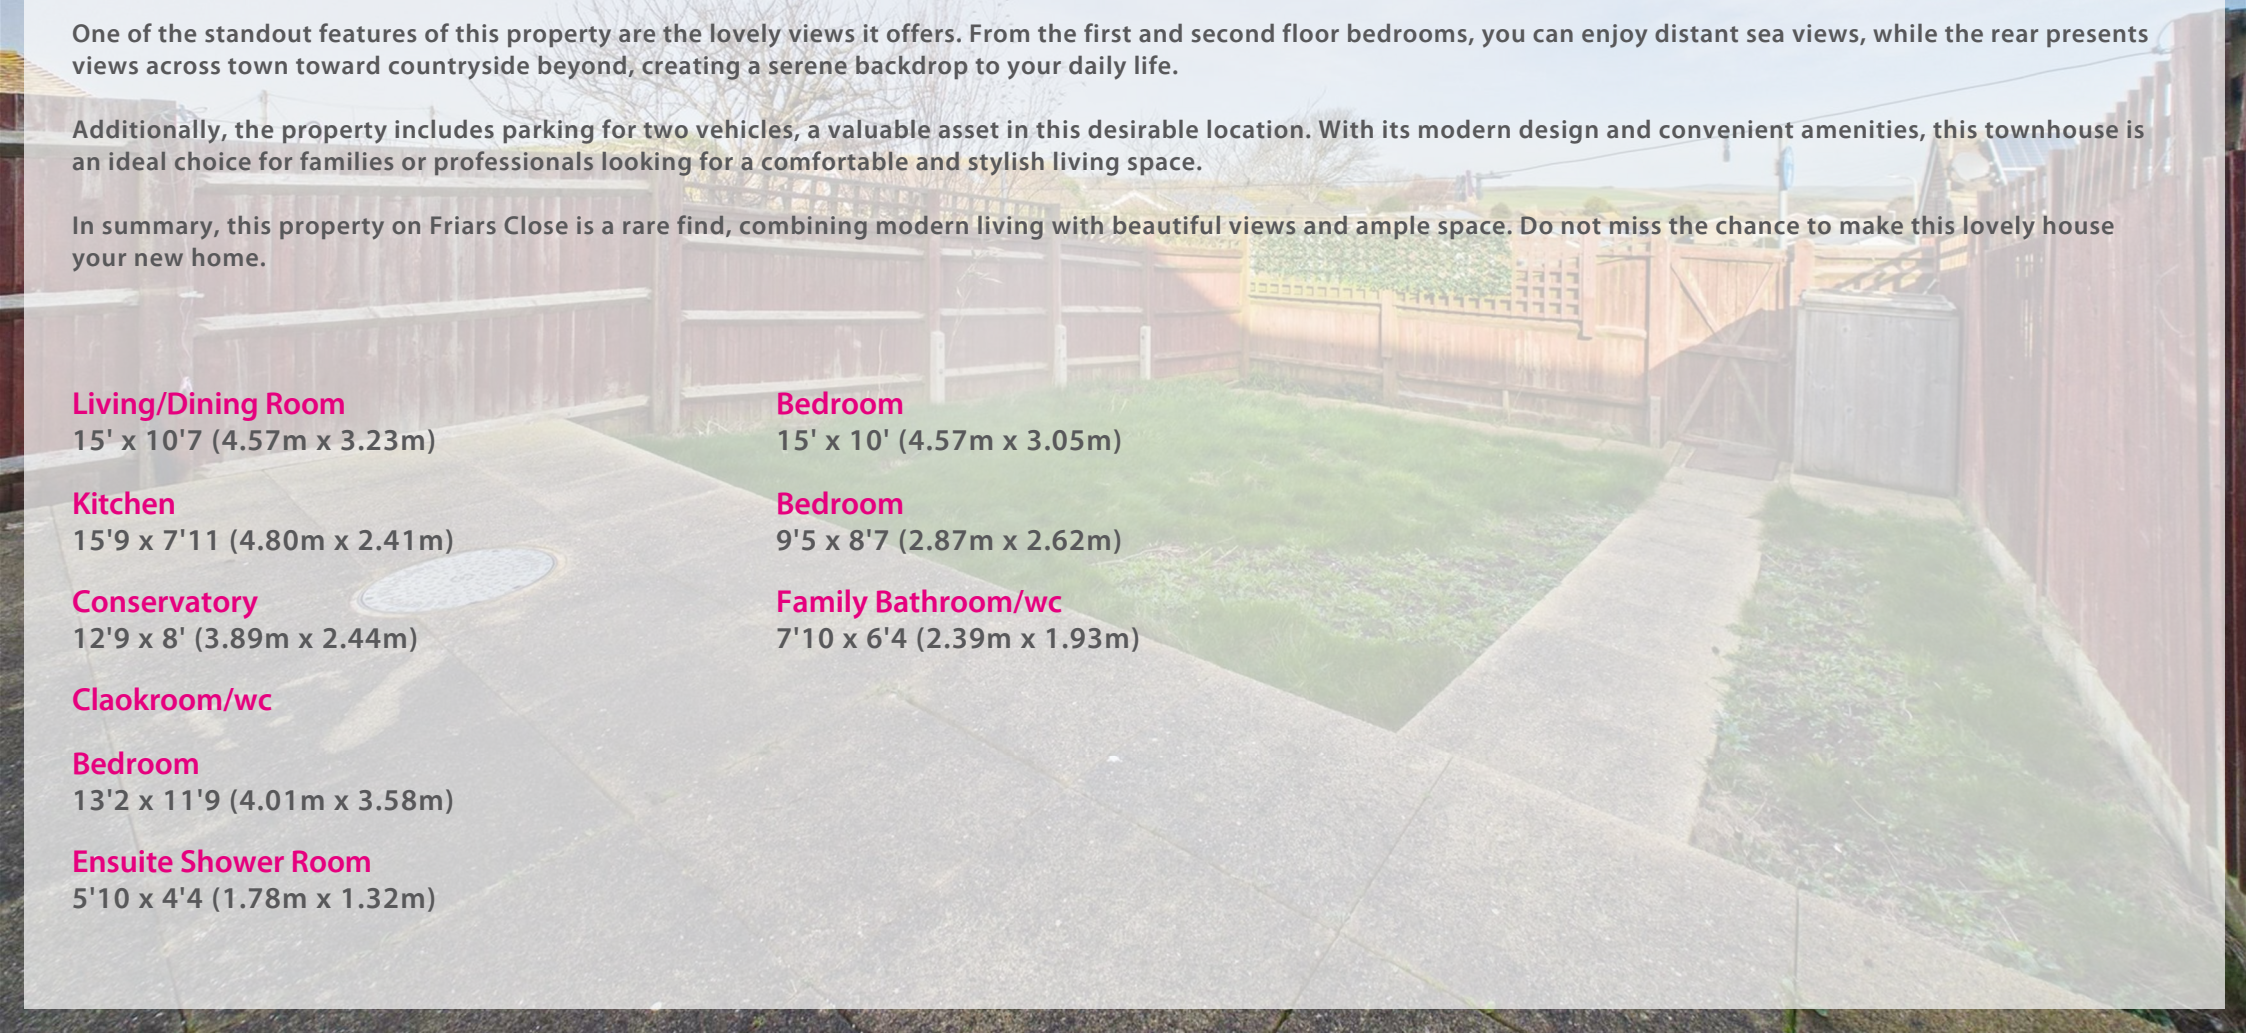 One of the standout features of this property are the lovely views it offers. From the first and second floor bedrooms, you can enjoy distant sea views, while the rear presents
views across town toward countryside beyond, creating a serene backdrop to your daily life.
Additionally, the property includes parking for two vehicles, a valuable asset in this desirable location. With its modern design and convenient amenities, this townhouse is
an ideal choice for families or professionals looking for a comfortable and stylish living space.
In summary, this property on Friars Close is a rare find, combining modern living with beautiful views and ample space. Do not miss the chance to make this lovely house
your new home.
Living/Dining Room
15' x 10'7 (4.57m x 3.23m)
Kitchen
15'9 x 7'11 (4.80m x 2.41m)
Conservatory
12'9 x 8' (3.89m x 2.44m)
Claokroom/wc
Bedroom
13'2 x 11'9 (4.01m x 3.58m)
Ensuite Shower Room
5'10 x 4'4 (1.78m x 1.32m)
Bedroom
15' x 10' (4.57m x 3.05m)
Bedroom
9'5 x 8'7 (2.87m x 2.62m)
Family Bathroom/wc
7'10 x 6'4 (2.39m x 1.93m)